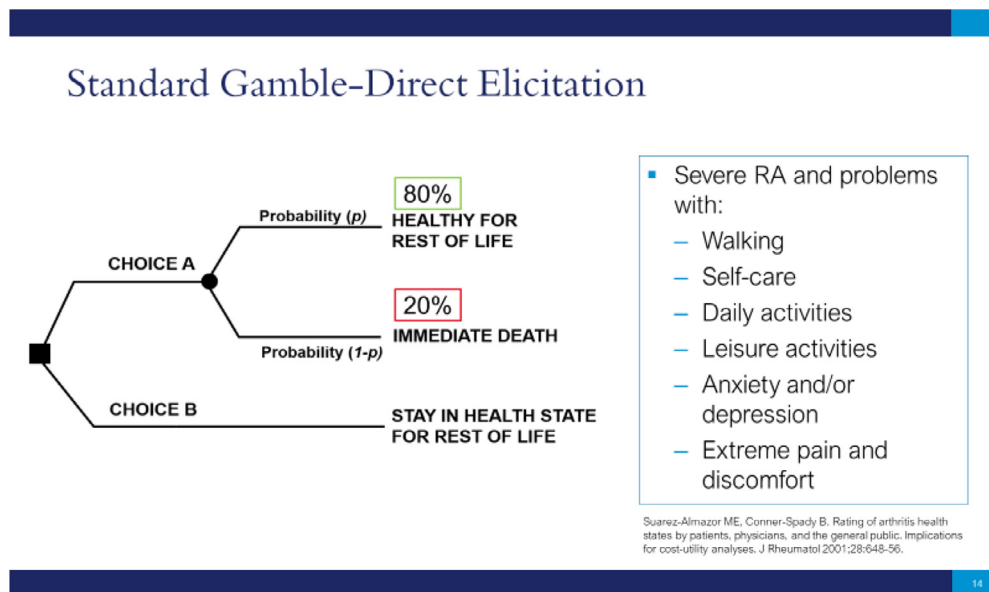 Standard Gamble–Direct Elicitation
80%
Probability (p)
HEALTHY FOR
REST OF LIFE
CHOICE A
20%
IMMEDIATE DEATH
Probability (1-p)
CHOICE B
STAY IN HEALTH STATE
FOR REST OF LIFE
▪ Severe RA and problems
with:
– Walking
– Self-care
– Daily activities
– Leisure activities
– Anxiety and/or
depression
– Extreme pain and
discomfort
Suarez-Almazor ME, Conner-Spady B. Rating of arthritis health
states by patients, physicians, and the general public. Implications
for cost-utility analyses. J Rheumatol 2001;28:648-56.
14